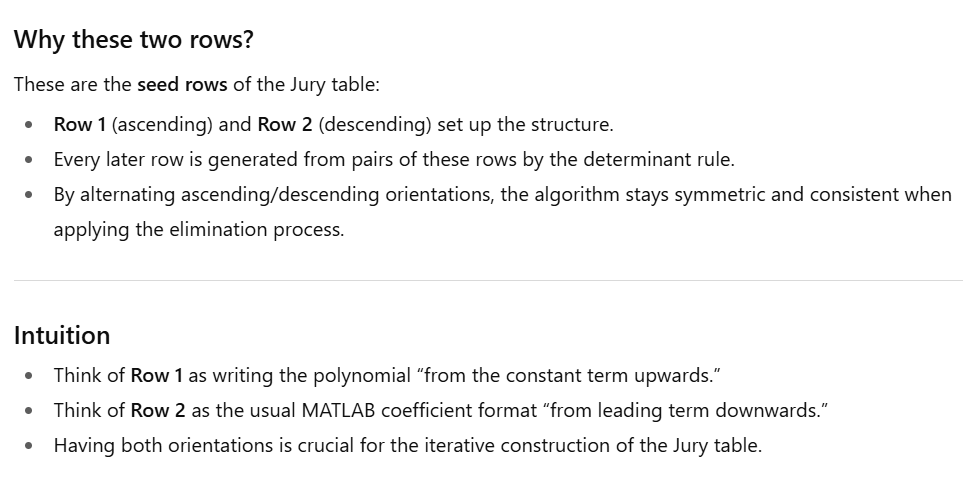 Why these two rows?
These are the seed rows of the Jury table:
• Row 1 (ascending) and Row 2 (descending) set up the structure.
• Every later row is generated from pairs of these rows by the determinant rule.
• By alternating ascending/descending orientations, the algorithm stays symmetric and consistent when
applying the elimination process.
Intuition
• Think of Row 1 as writing the polynomial “from the constant term upwards.”
• Think of Row 2 as the usual MATLAB coefficient format “from leading term downwards.”
• Having both orientations is crucial for the iterative construction of the Jury table.